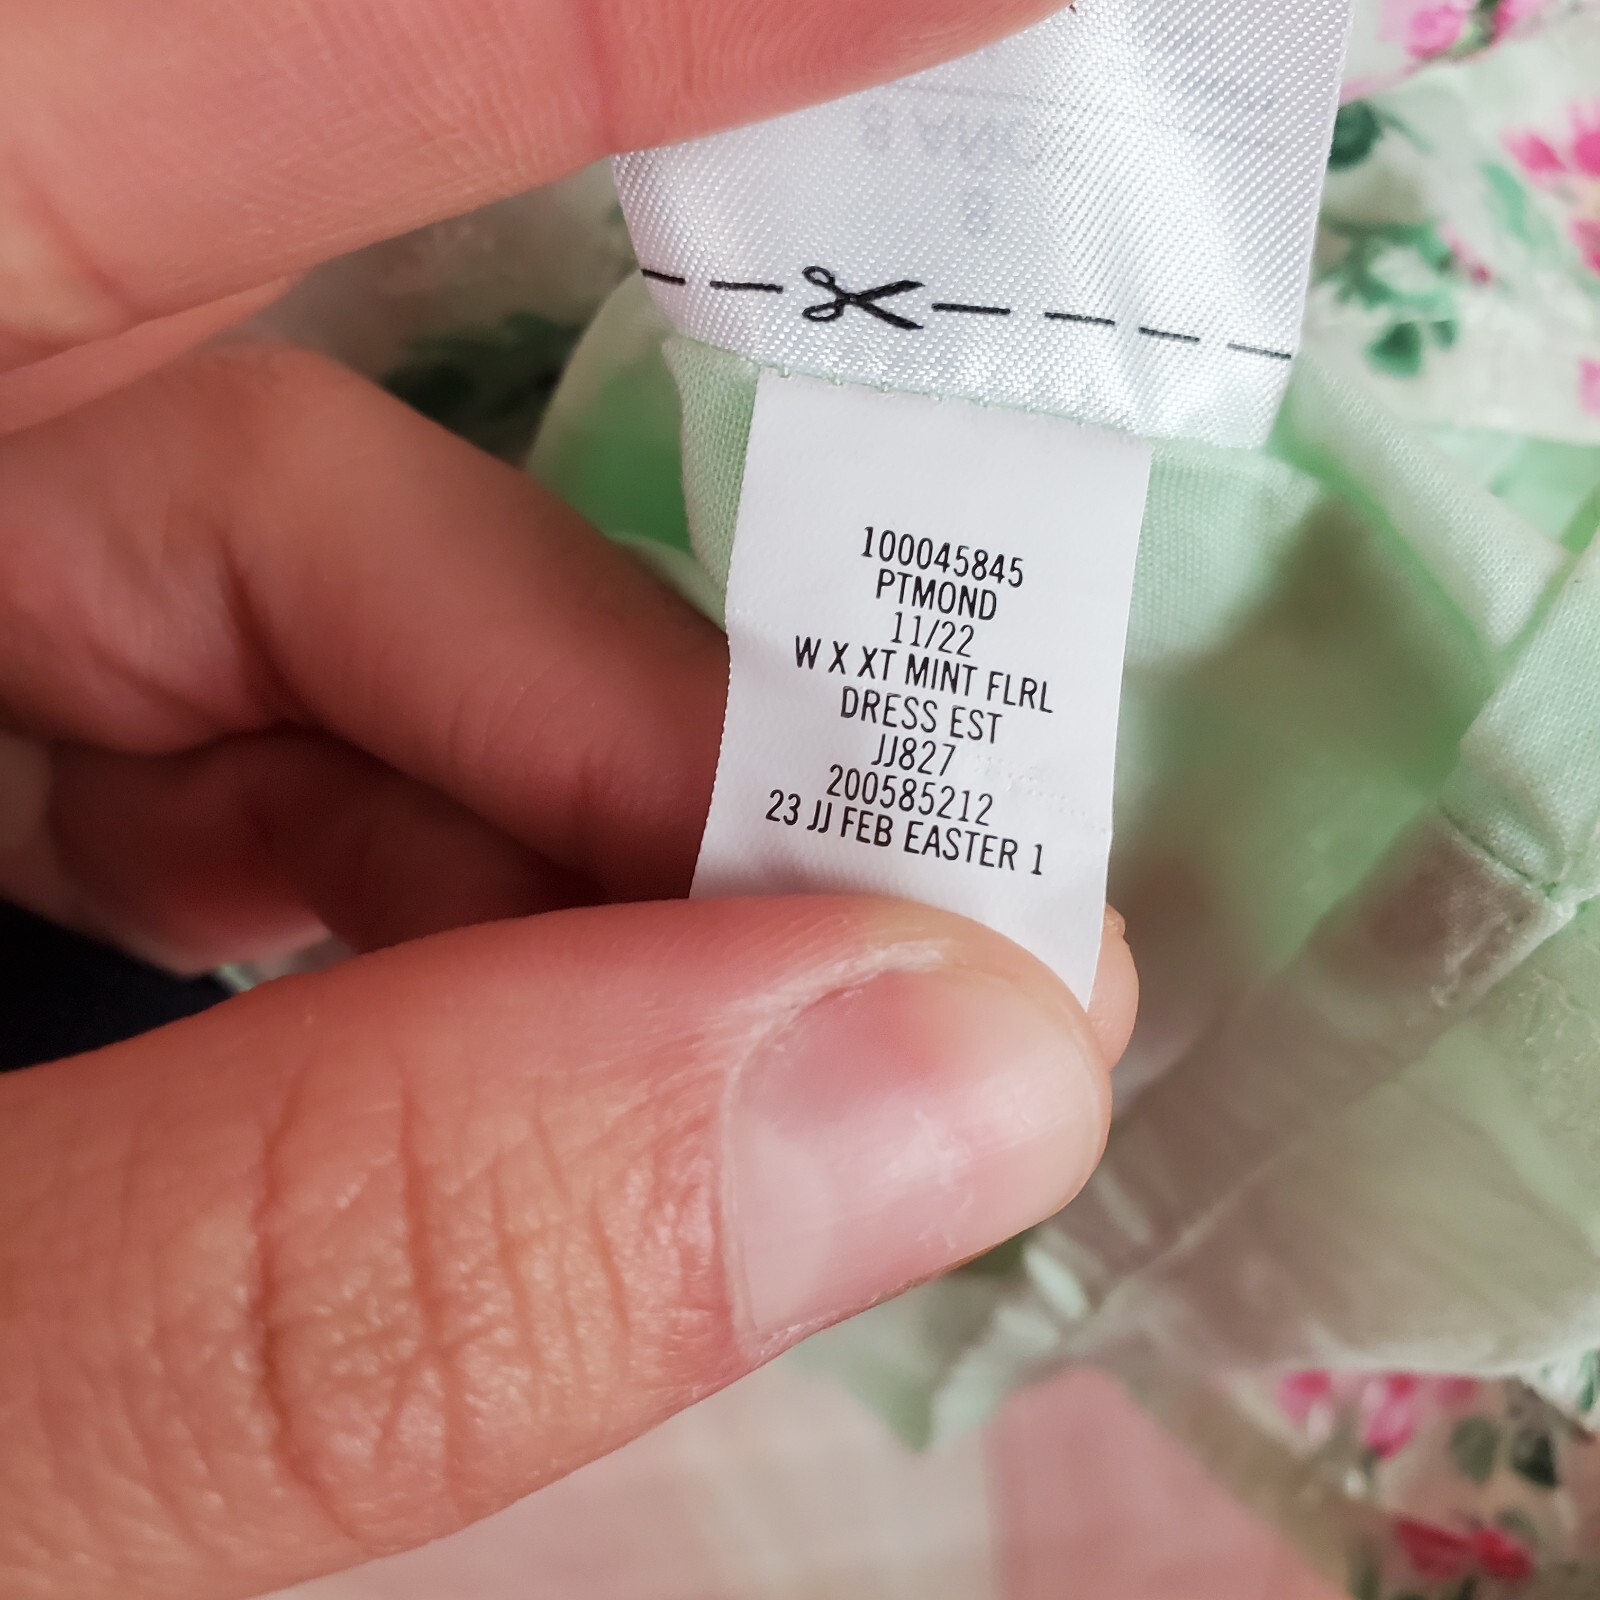 100045845
PTMOND
11/22
W X XT MINT FLRL
DRESS EST
JJ827
200585212
23 JJ FEB EASTER 1